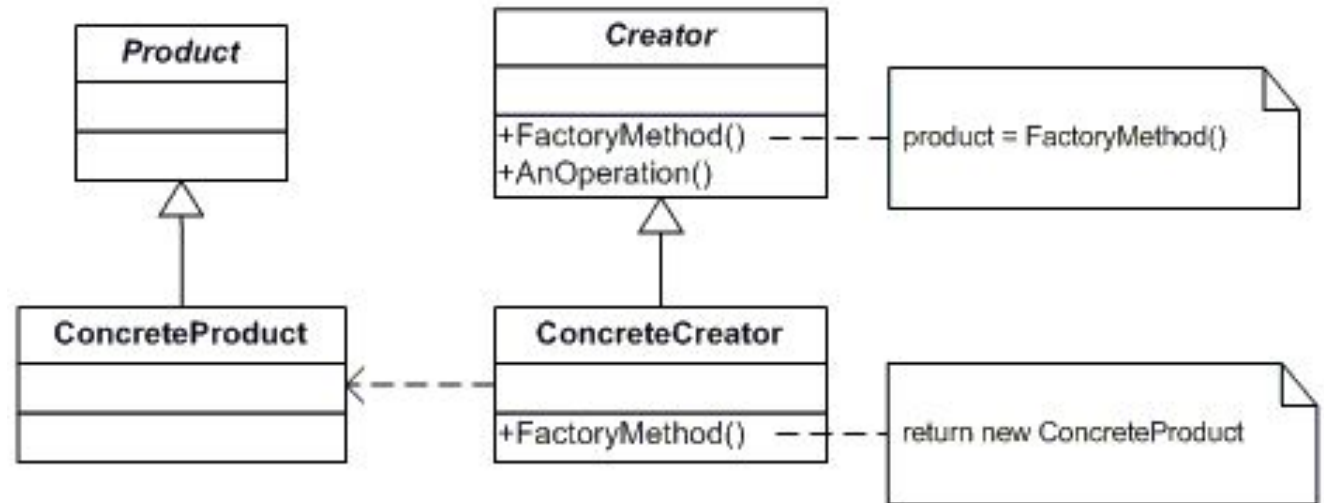 Product
Creator
+FactoryMethod()
+AnOperation()
product = FactoryMethod()
ConcreteProduct
ConcreteCreator
+FactoryMethod()
return new ConcreteProduct